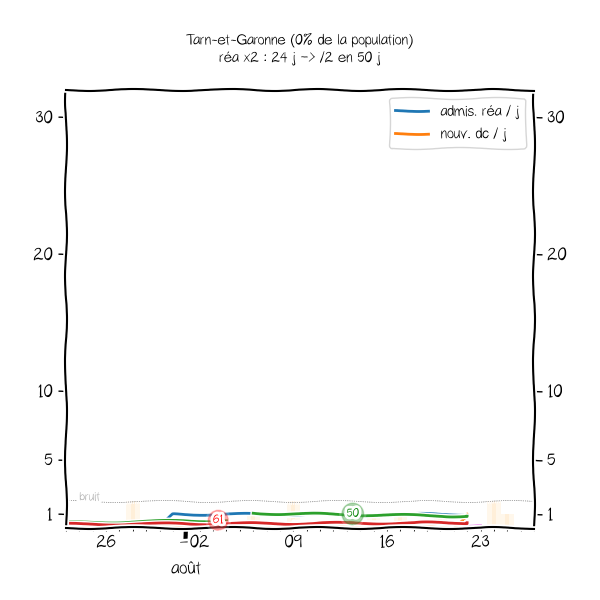 Tarn-et-Garonne (0% de la population)
réa x2 : 24 j -> /2 en 50 j
admis. réa / j
nouv. dc / j
30 30
20 20
10 10
5 5
bruit
1 61 50 1
26 02 09 16 23
août